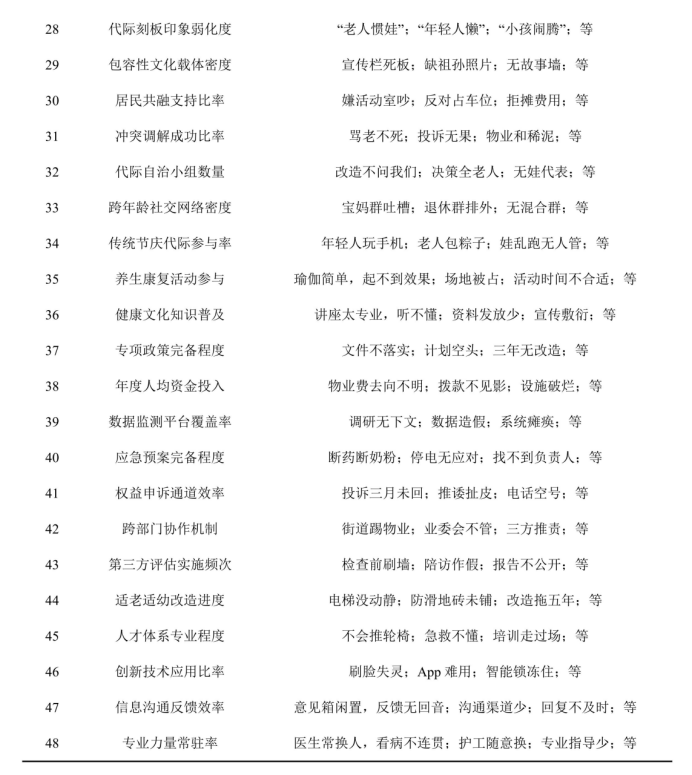 28 代际刻板印象弱化度 “老人惯娃”；“年轻人懒”；“小孩闹腾”；等
29 包容性文化载体密度 宣传栏死板；缺祖孙照片；无故事墙；等
30 居民共融支持比率 嫌活动室吵；反对占车位；拒摊费用；等
31 冲突调解成功比率 骂老不死；投诉无果；物业和稀泥；等
32 代际自治小组数量 改造不问我们；决策全老人；无娃代表；等
33 跨年龄社交网络密度 宝妈群吐槽；退休群排外；无混合群；等
34 传统节庆代际参与率 年轻人玩手机；老人包粽子；娃乱跑无人管；等
35 养生康复活动参与 瑜伽简单，起不到效果；场地被占；活动时间不合适；等
36 健康文化知识普及 讲座太专业，听不懂；资料发放少；宣传敷衍；等
37 专项政策完备程度 文件不落实；计划空头；三年无改造；等
38 年度人均资金投入 物业费去向不明；拨款不见影；设施破烂；等
39 数据监测平台覆盖率 调研无下文；数据造假；系统瘫痪；等
40 应急预案完备程度 断药断奶粉；停电无应对；找不到负责人；等
41 权益申诉通道效率 投诉三月未回；推诿扯皮；电话空号；等
42 跨部门协作机制 街道踢物业；业委会不管；三方推责；等
43 第三方评估实施频次 检查前刷墙；陪访作假；报告不公开；等
44 适老适幼改造进度 电梯没动静；防滑地砖未铺；改造拖五年；等
45 人才体系专业程度 不会推轮椅；急救不懂；培训走过场；等
46 创新技术应用比率 刷脸失灵；App 难用；智能锁冻住；等
47 信息沟通反馈效率 意见箱闲置，反馈无回音；沟通渠道少；回复不及时；等
48 专业力量常驻率 医生常换人，看病不连贯；护工随意换；专业指导少；等